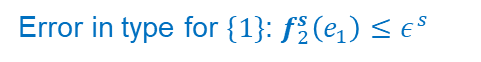 Error in type for {1}: 𝒇₂ˢ(𝑒₁) ≤ 𝜖ˢ